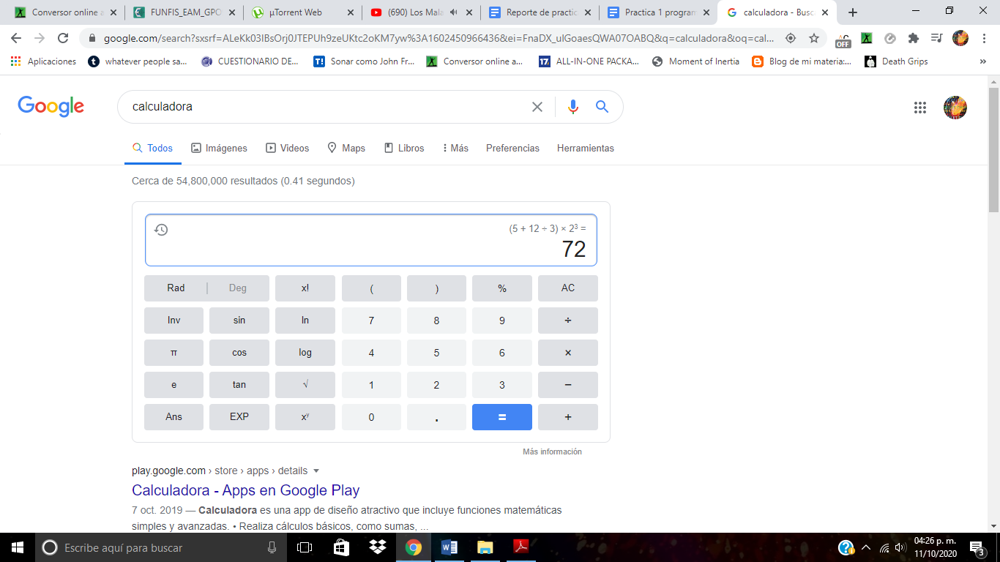 Conversor online a
FUNFIS_EAM_GPO
µTorrent Web
(690) Los Mala
Reporte de practic
Practica 1 program
calculadora - Busc
google.com/search?sxsrf=ALeKk03IBsOrj0JTEPUh9zeUKtc2oKM7yw%3A1602450966436&ei=FnaDX_ulGoaesQWA07OABQ&q=calculadora&oq=cal...
OFF
Aplicaciones
whatever people sa...
CUESTIONARIO DE...
Sonar como John Fr...
Conversor online a...
ALL-IN-ONE PACKA...
Moment of Inertia
Blog de mi materia:...
Death Grips
»
Google
calculadora
Todos
Imágenes
Videos
Maps
Libros
Más
Preferencias
Herramientas
Cerca de 54,800,000 resultados (0.41 segundos)
(5 + 12 ÷ 3) × 2³ =
72
Rad | Deg x! ( ) % AC
Inv sin ln 7 8 9 ÷
π cos log 4 5 6 ×
e tan √ 1 2 3 −
Ans EXP xʸ 0 . = +
Más información
play.google.com › store › apps › details
Calculadora - Apps en Google Play
7 oct. 2019 — Calculadora es una app de diseño atractivo que incluye funciones matemáticas
simples y avanzadas. • Realiza cálculos básicos, como sumas, ...
Escribe aquí para buscar
04:26 p. m.
11/10/2020
3